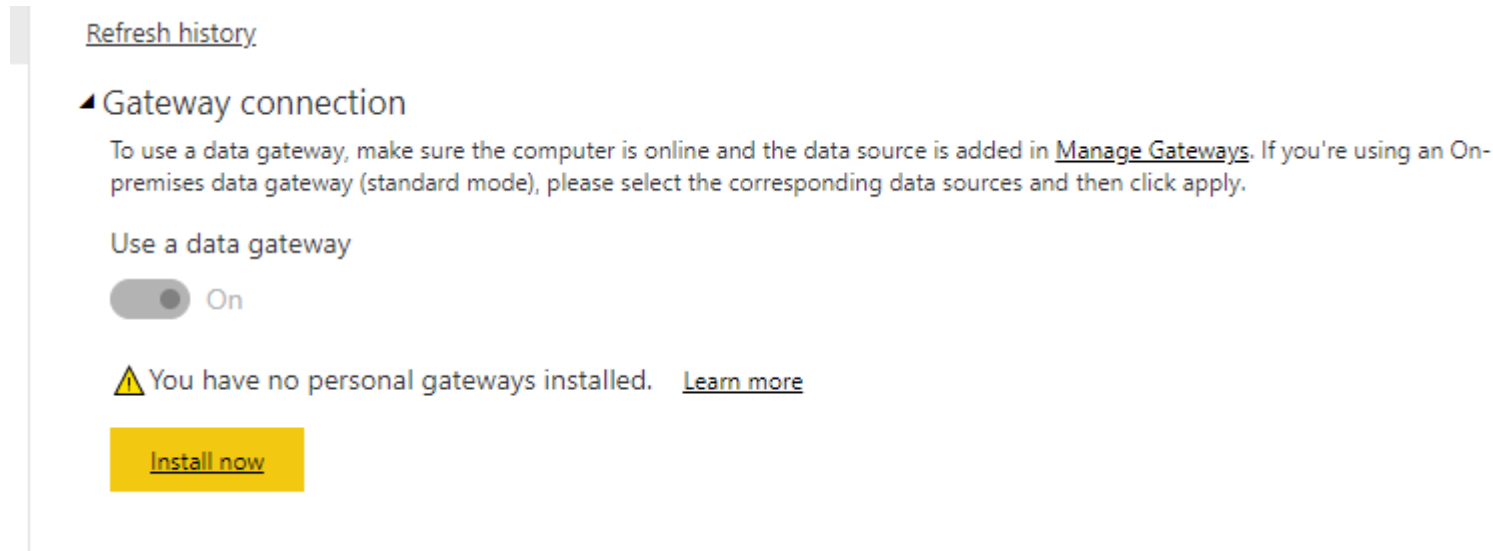 Refresh history
Gateway connection
To use a data gateway, make sure the computer is online and the data source is added in Manage Gateways. If you're using an On-
premises data gateway (standard mode), please select the corresponding data sources and then click apply.
Use a data gateway
On
You have no personal gateways installed. Learn more
Install now